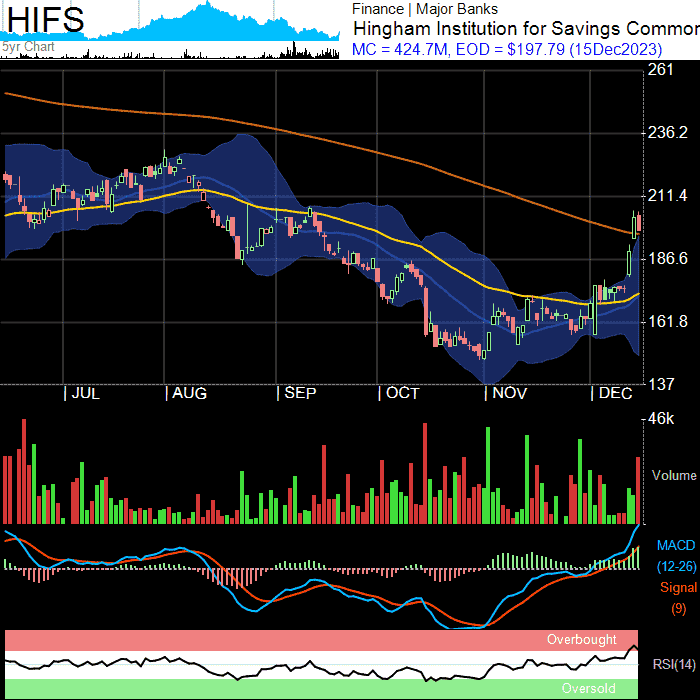 HIFS
5yr Chart
Finance | Major Banks
Hingham Institution for Savings Common
MC = 424.7M, EOD = $197.79 (15Dec2023)
261
236.2
211.4
186.6
161.8
137
| JUL | AUG | SEP | OCT | NOV | DEC
46k
Volume
MACD
(12-26)
Signal
(9)
Overbought
RSI(14)
Oversold